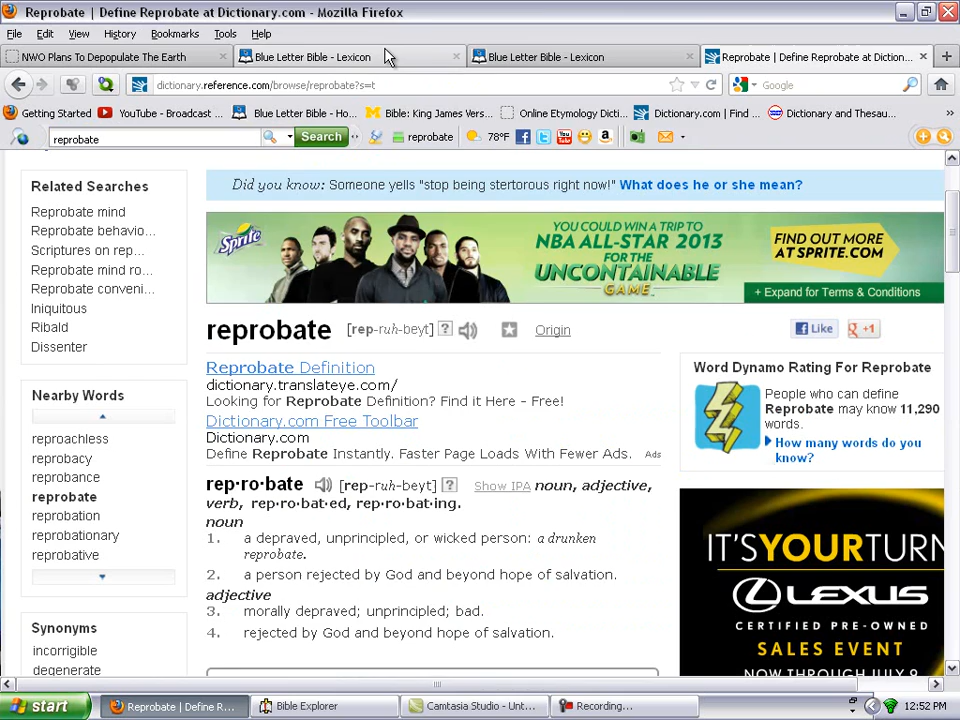 Reprobate | Define Reprobate at Dictionary.com - Mozilla Firefox
File Edit View History Bookmarks Tools Help
NWO Plans To Depopulate The Earth
Blue Letter Bible - Lexicon
Blue Letter Bible - Lexicon
Reprobate | Define Reprobate at Diction...
dictionary.reference.com/browse/reprobate?s=t
Google
Getting Started YouTube - Broadcast ... Blue Letter Bible - Ho... Bible: King James Vers... Online Etymology Dicti... Dictionary.com | Find ... Dictionary and Thesau...
reprobate Search reprobate 78°F
Related Searches
Reprobate mind
Reprobate behavio...
Scriptures on rep...
Reprobate mind ro...
Reprobate conveni...
Iniquitous
Ribald
Dissenter
Nearby Words
reproachless
reprobacy
reprobance
reprobate
reprobation
reprobationary
reprobative
Synonyms
incorrigible
degenerate
Did you know: Someone yells "stop being stertorous right now!" What does he or she mean?
Sprite
YOU COULD WIN A TRIP TO
NBA ALL-STAR 2013
FOR THE
UNCONTAINABLE
GAME
FIND OUT MORE
AT SPRITE.COM
+ Expand for Terms & Conditions
reprobate [rep-ruh-beyt] ? Origin
Like +1
Reprobate Definition
dictionary.translateye.com/
Looking for Reprobate Definition? Find it Here - Free!
Dictionary.com Free Toolbar
Dictionary.com
Define Reprobate Instantly. Faster Page Loads With Fewer Ads. Ads
rep·ro·bate [rep-ruh-beyt] ? Show IPA noun, adjective,
verb, rep·ro·bat·ed, rep·ro·bat·ing.
noun
1. a depraved, unprincipled, or wicked person: a drunken
reprobate.
2. a person rejected by God and beyond hope of salvation.
adjective
3. morally depraved; unprincipled; bad.
4. rejected by God and beyond hope of salvation.
Word Dynamo Rating For Reprobate
People who can define
Reprobate may know 11,290
words.
How many words do you
know?
IT'S YOUR TURN
LEXUS
CERTIFIED PRE-OWNED
SALES EVENT
NOW THROUGH JULY 9
start Reprobate | Define R... Bible Explorer Camtasia Studio - Unt... Recording... 12:52 PM